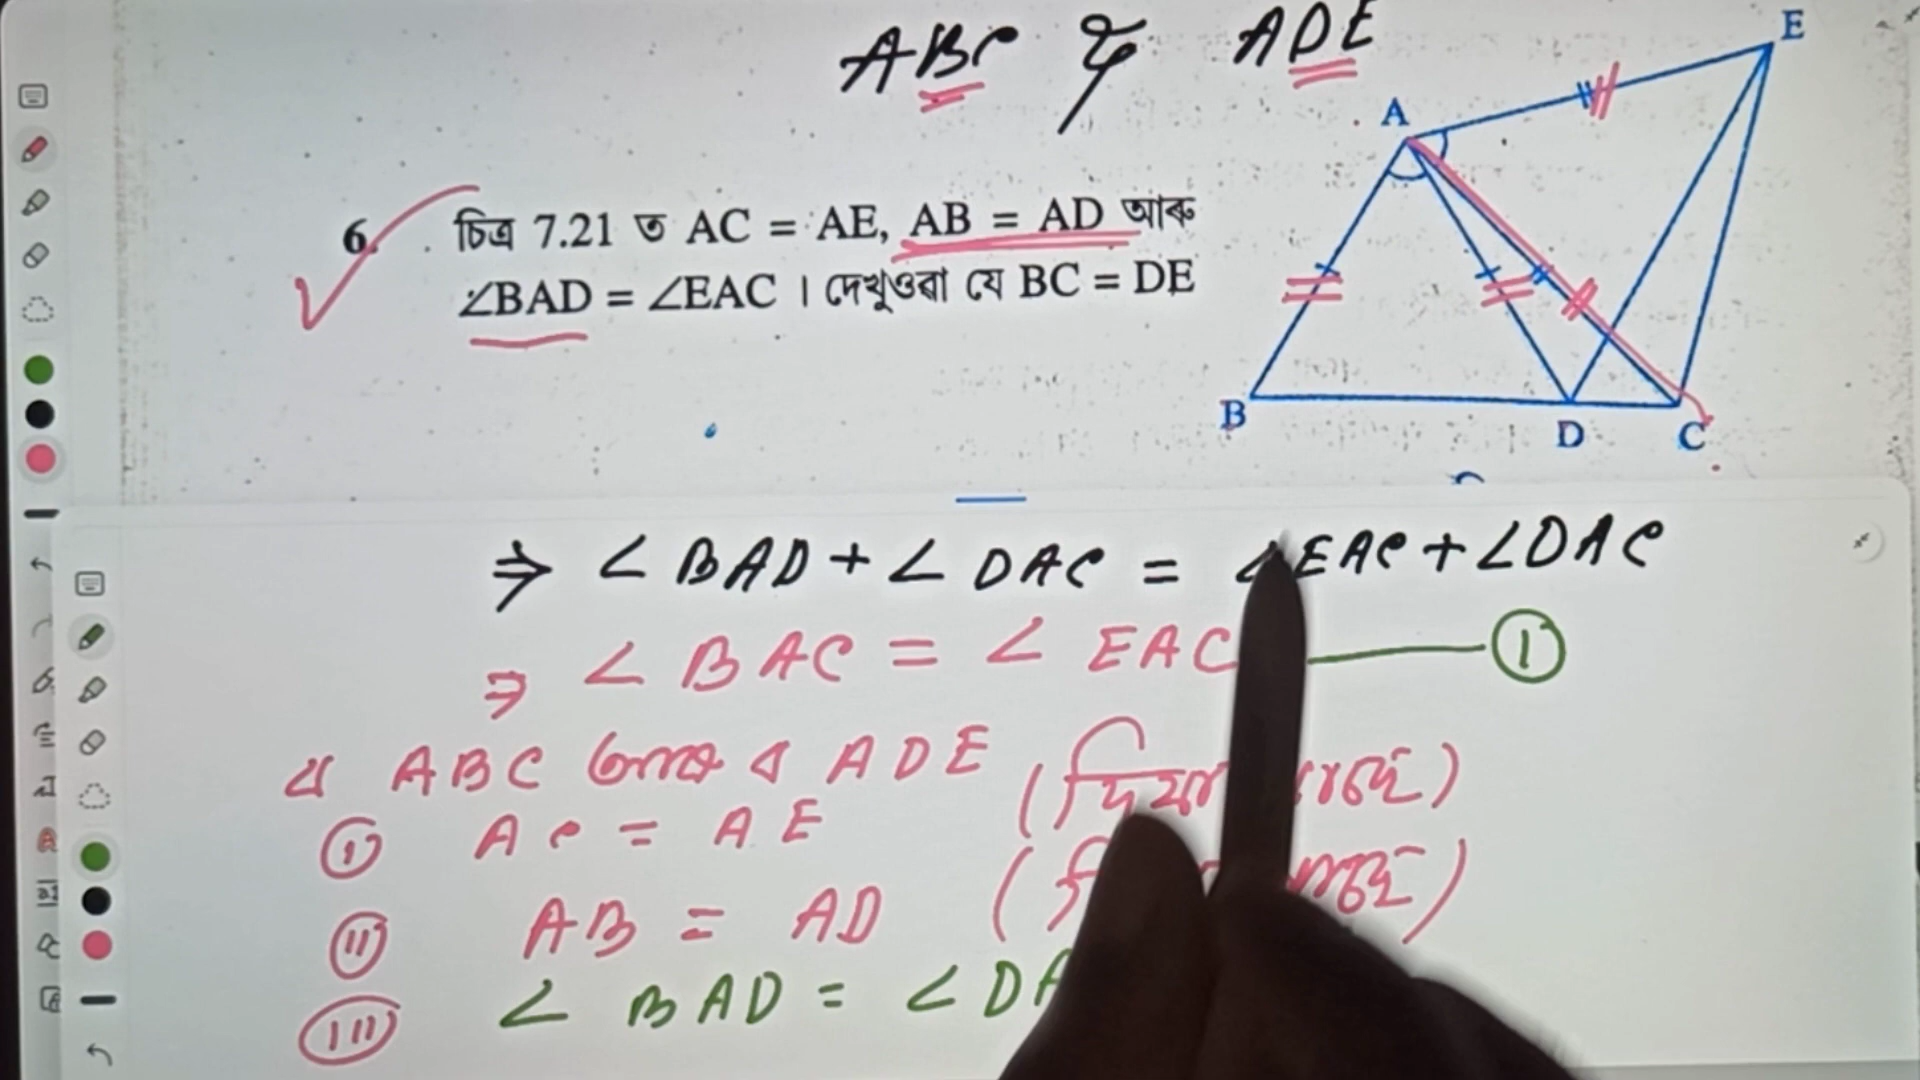 ABC ADE
E
A
6. চিত্ৰ 7.21 ত AC = AE, AB = AD আৰু
∠BAD = ∠EAC । দেখুওৱা যে BC = DE
B D C
⇒ ∠BAD + ∠DAC = ∠EAC + ∠DAC
⇒ ∠BAC = ∠EAC ①
ABC ADE
(i) AC = AE
(ii) AB = AD
(iii) ∠BAD = ∠DA